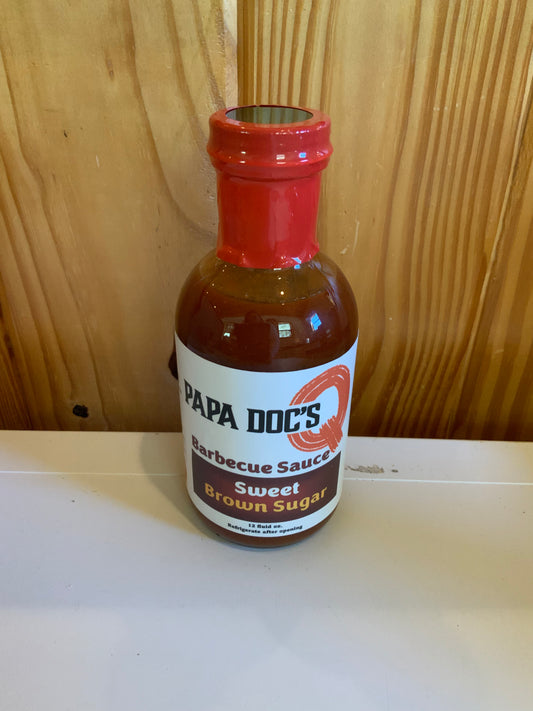 PAPA DOC'S Q
Barbecue Sauce
Sweet
Brown Sugar
12 fluid oz.
Refrigerate after opening